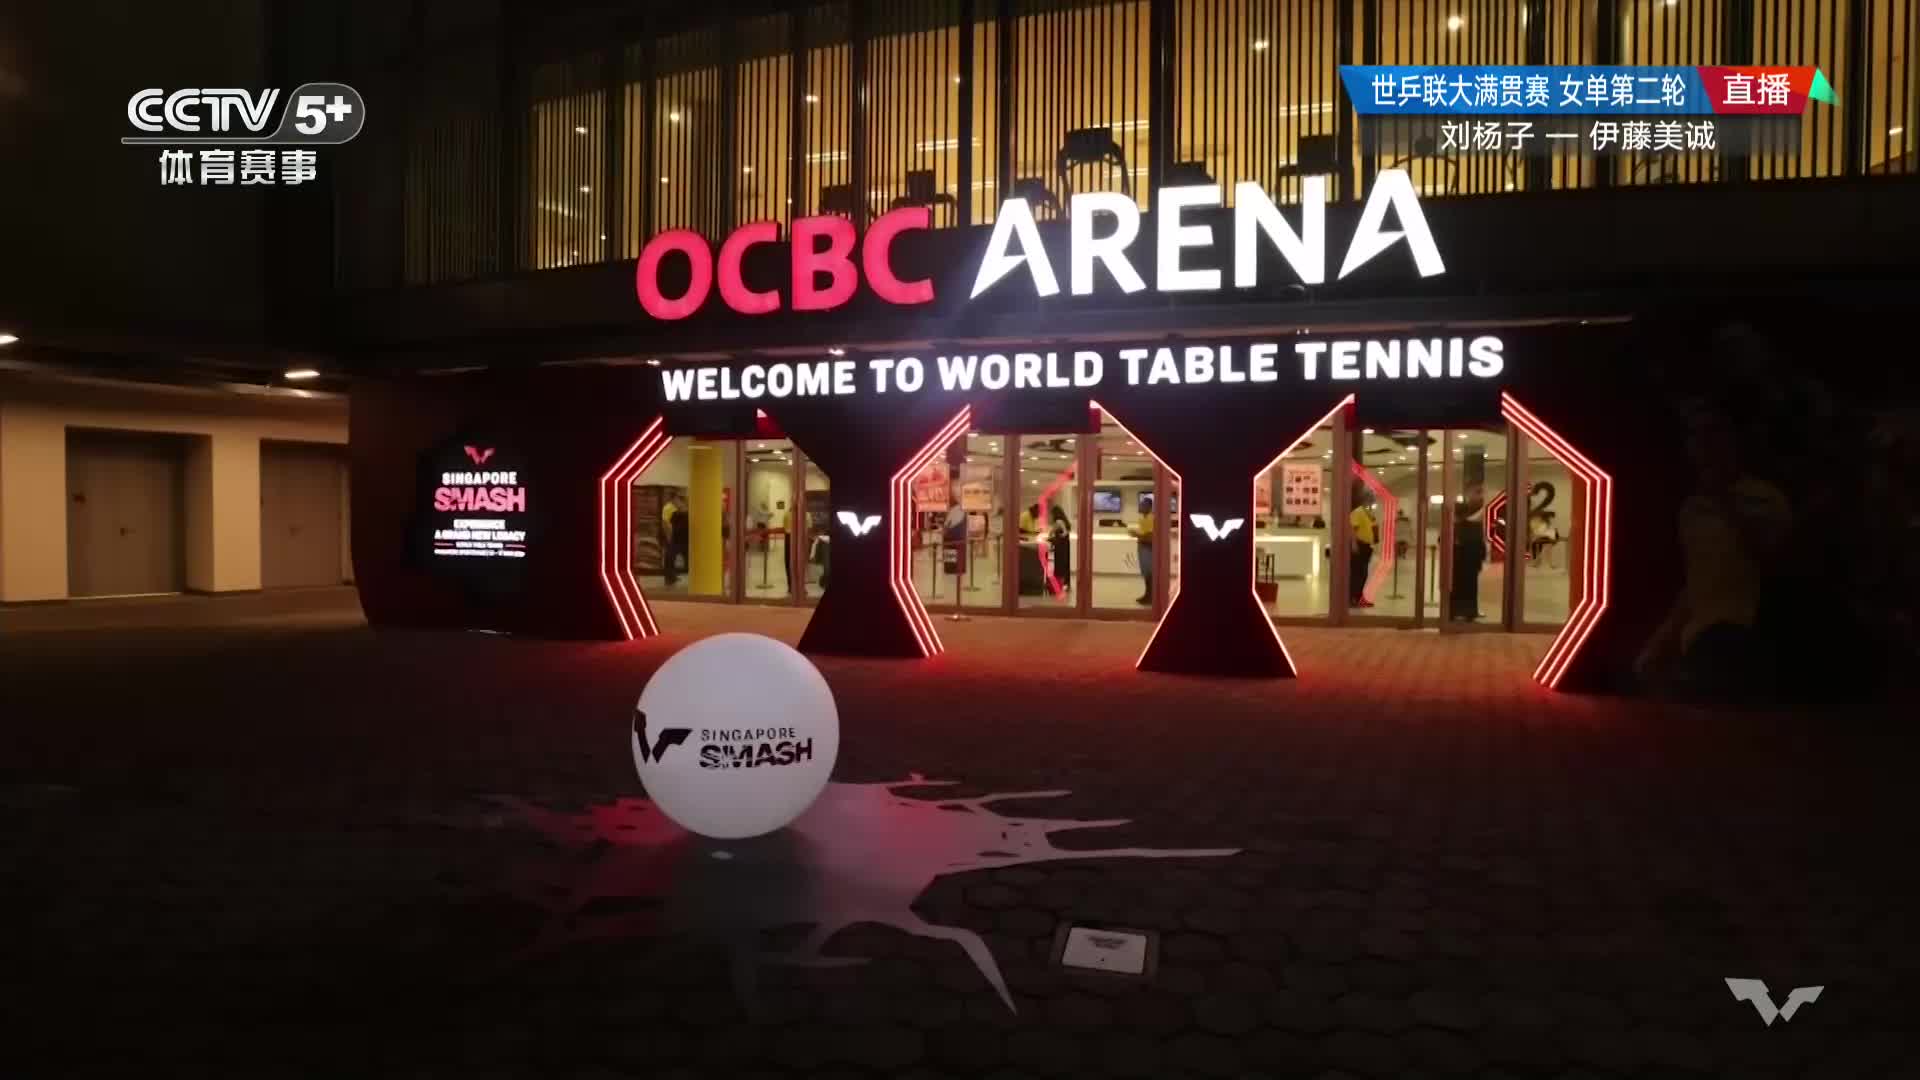 CCTV 5+
体育赛事
世乒联大满贯赛 女单第二轮 直播
刘杨子 — 伊藤美诚
OCBC ARENA
WELCOME TO WORLD TABLE TENNIS
SINGAPORE
SMASH
EXPERIENCE
A GRAND NEW LEGACY
2
SINGAPORE
SMASH